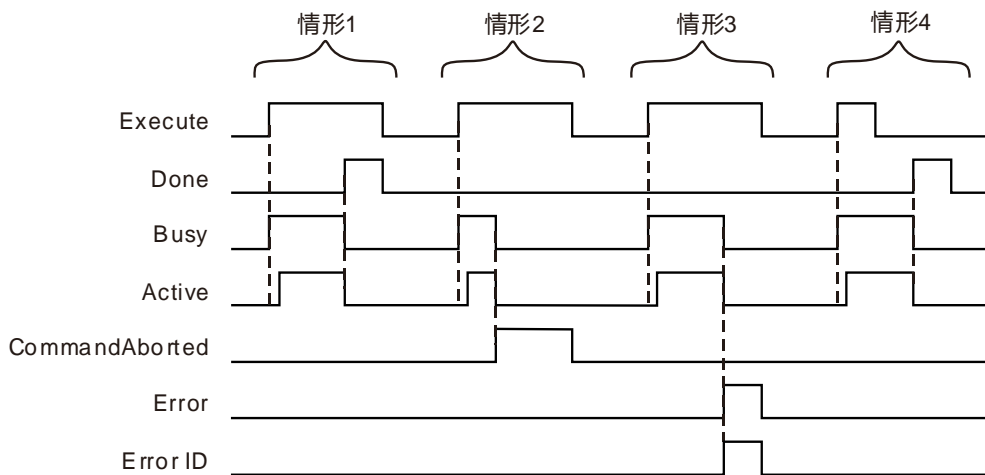 情形1 情形2 情形3 情形4
Execute
Done
Busy
Active
CommandAborted
Error
Error ID